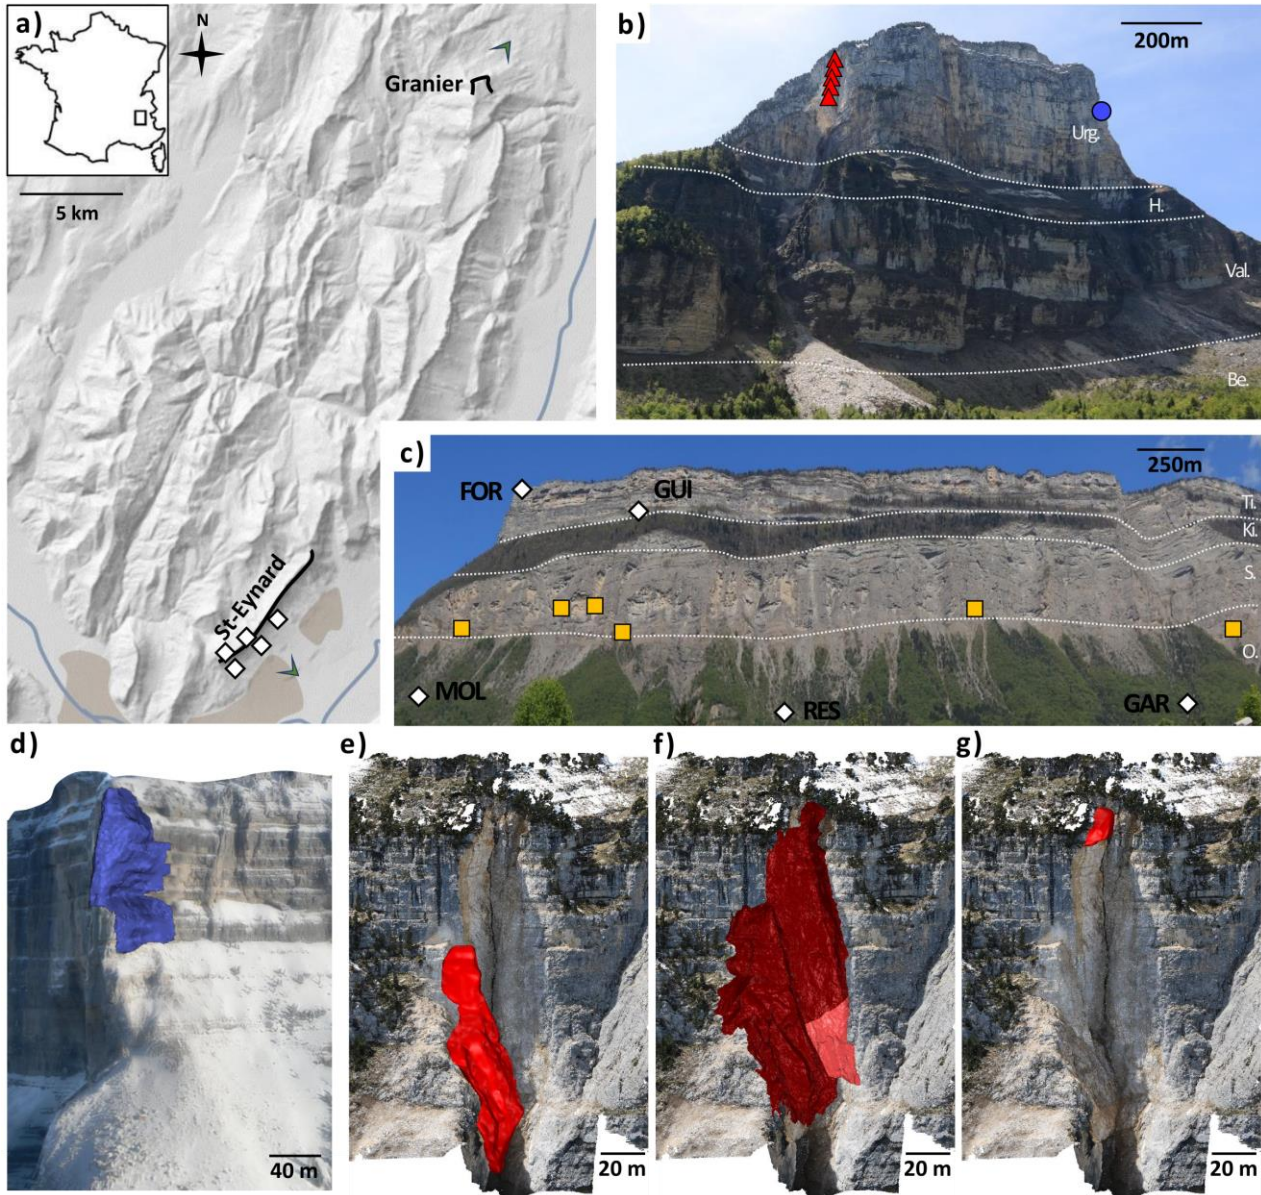 a)
N
Granier
5 km
St-Eynard
b)
200m
Urg.
H.
Val.
Be.
c)
250m
FOR
GUI
Ti.
Ki.
S.
O.
MOL
RES
GAR
d)
40 m
e)
20 m
f)
20 m
g)
20 m